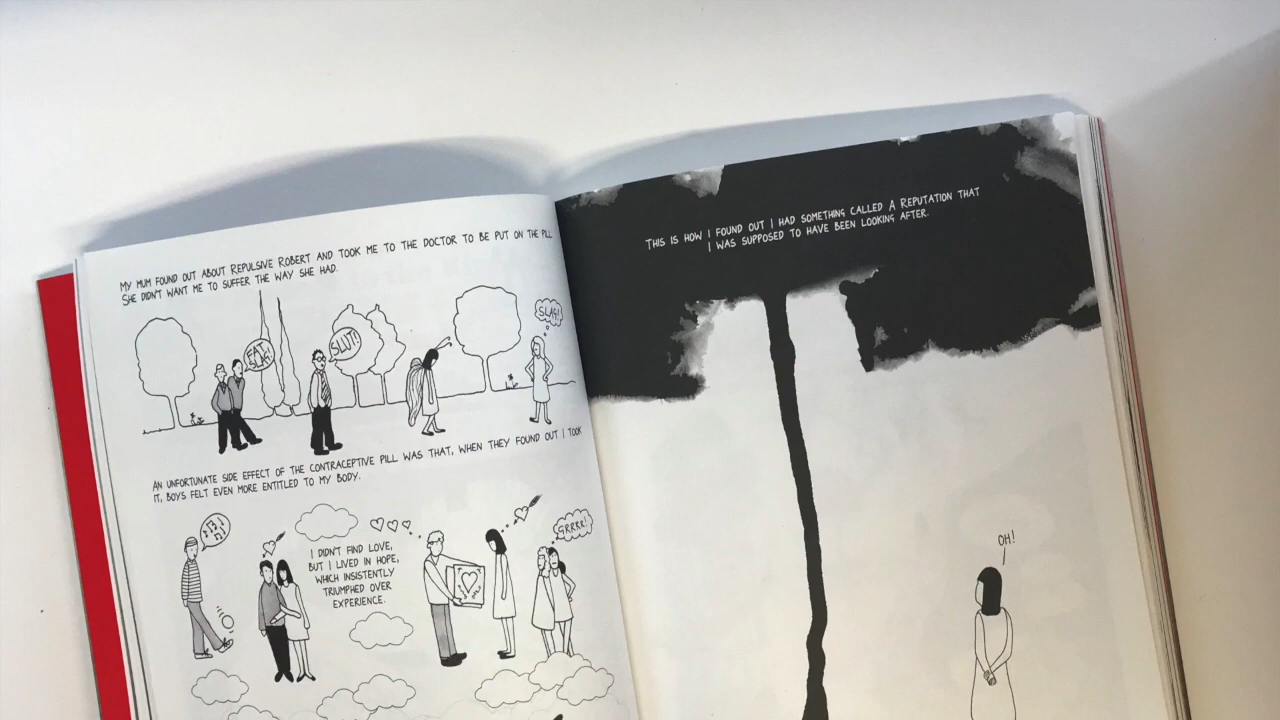 MY MUM FOUND OUT ABOUT REPULSIVE ROBERT AND TOOK ME TO THE DOCTOR TO BE PUT ON THE PILL
SHE DIDN'T WANT ME TO SUFFER THE WAY SHE HAD.
SLAG!
SLUT!
AN UNFORTUNATE SIDE EFFECT OF THE CONTRACEPTIVE PILL WAS THAT, WHEN THEY FOUND OUT I TOOK
IT, BOYS FELT EVEN MORE ENTITLED TO MY BODY.
GRRRR!
I DIDN'T FIND LOVE,
BUT I LIVED IN HOPE,
WHICH INSISTENTLY
TRIUMPHED OVER
EXPERIENCE.
THIS IS HOW I FOUND OUT I HAD SOMETHING CALLED A REPUTATION THAT
I WAS SUPPOSED TO HAVE BEEN LOOKING AFTER.
OH!